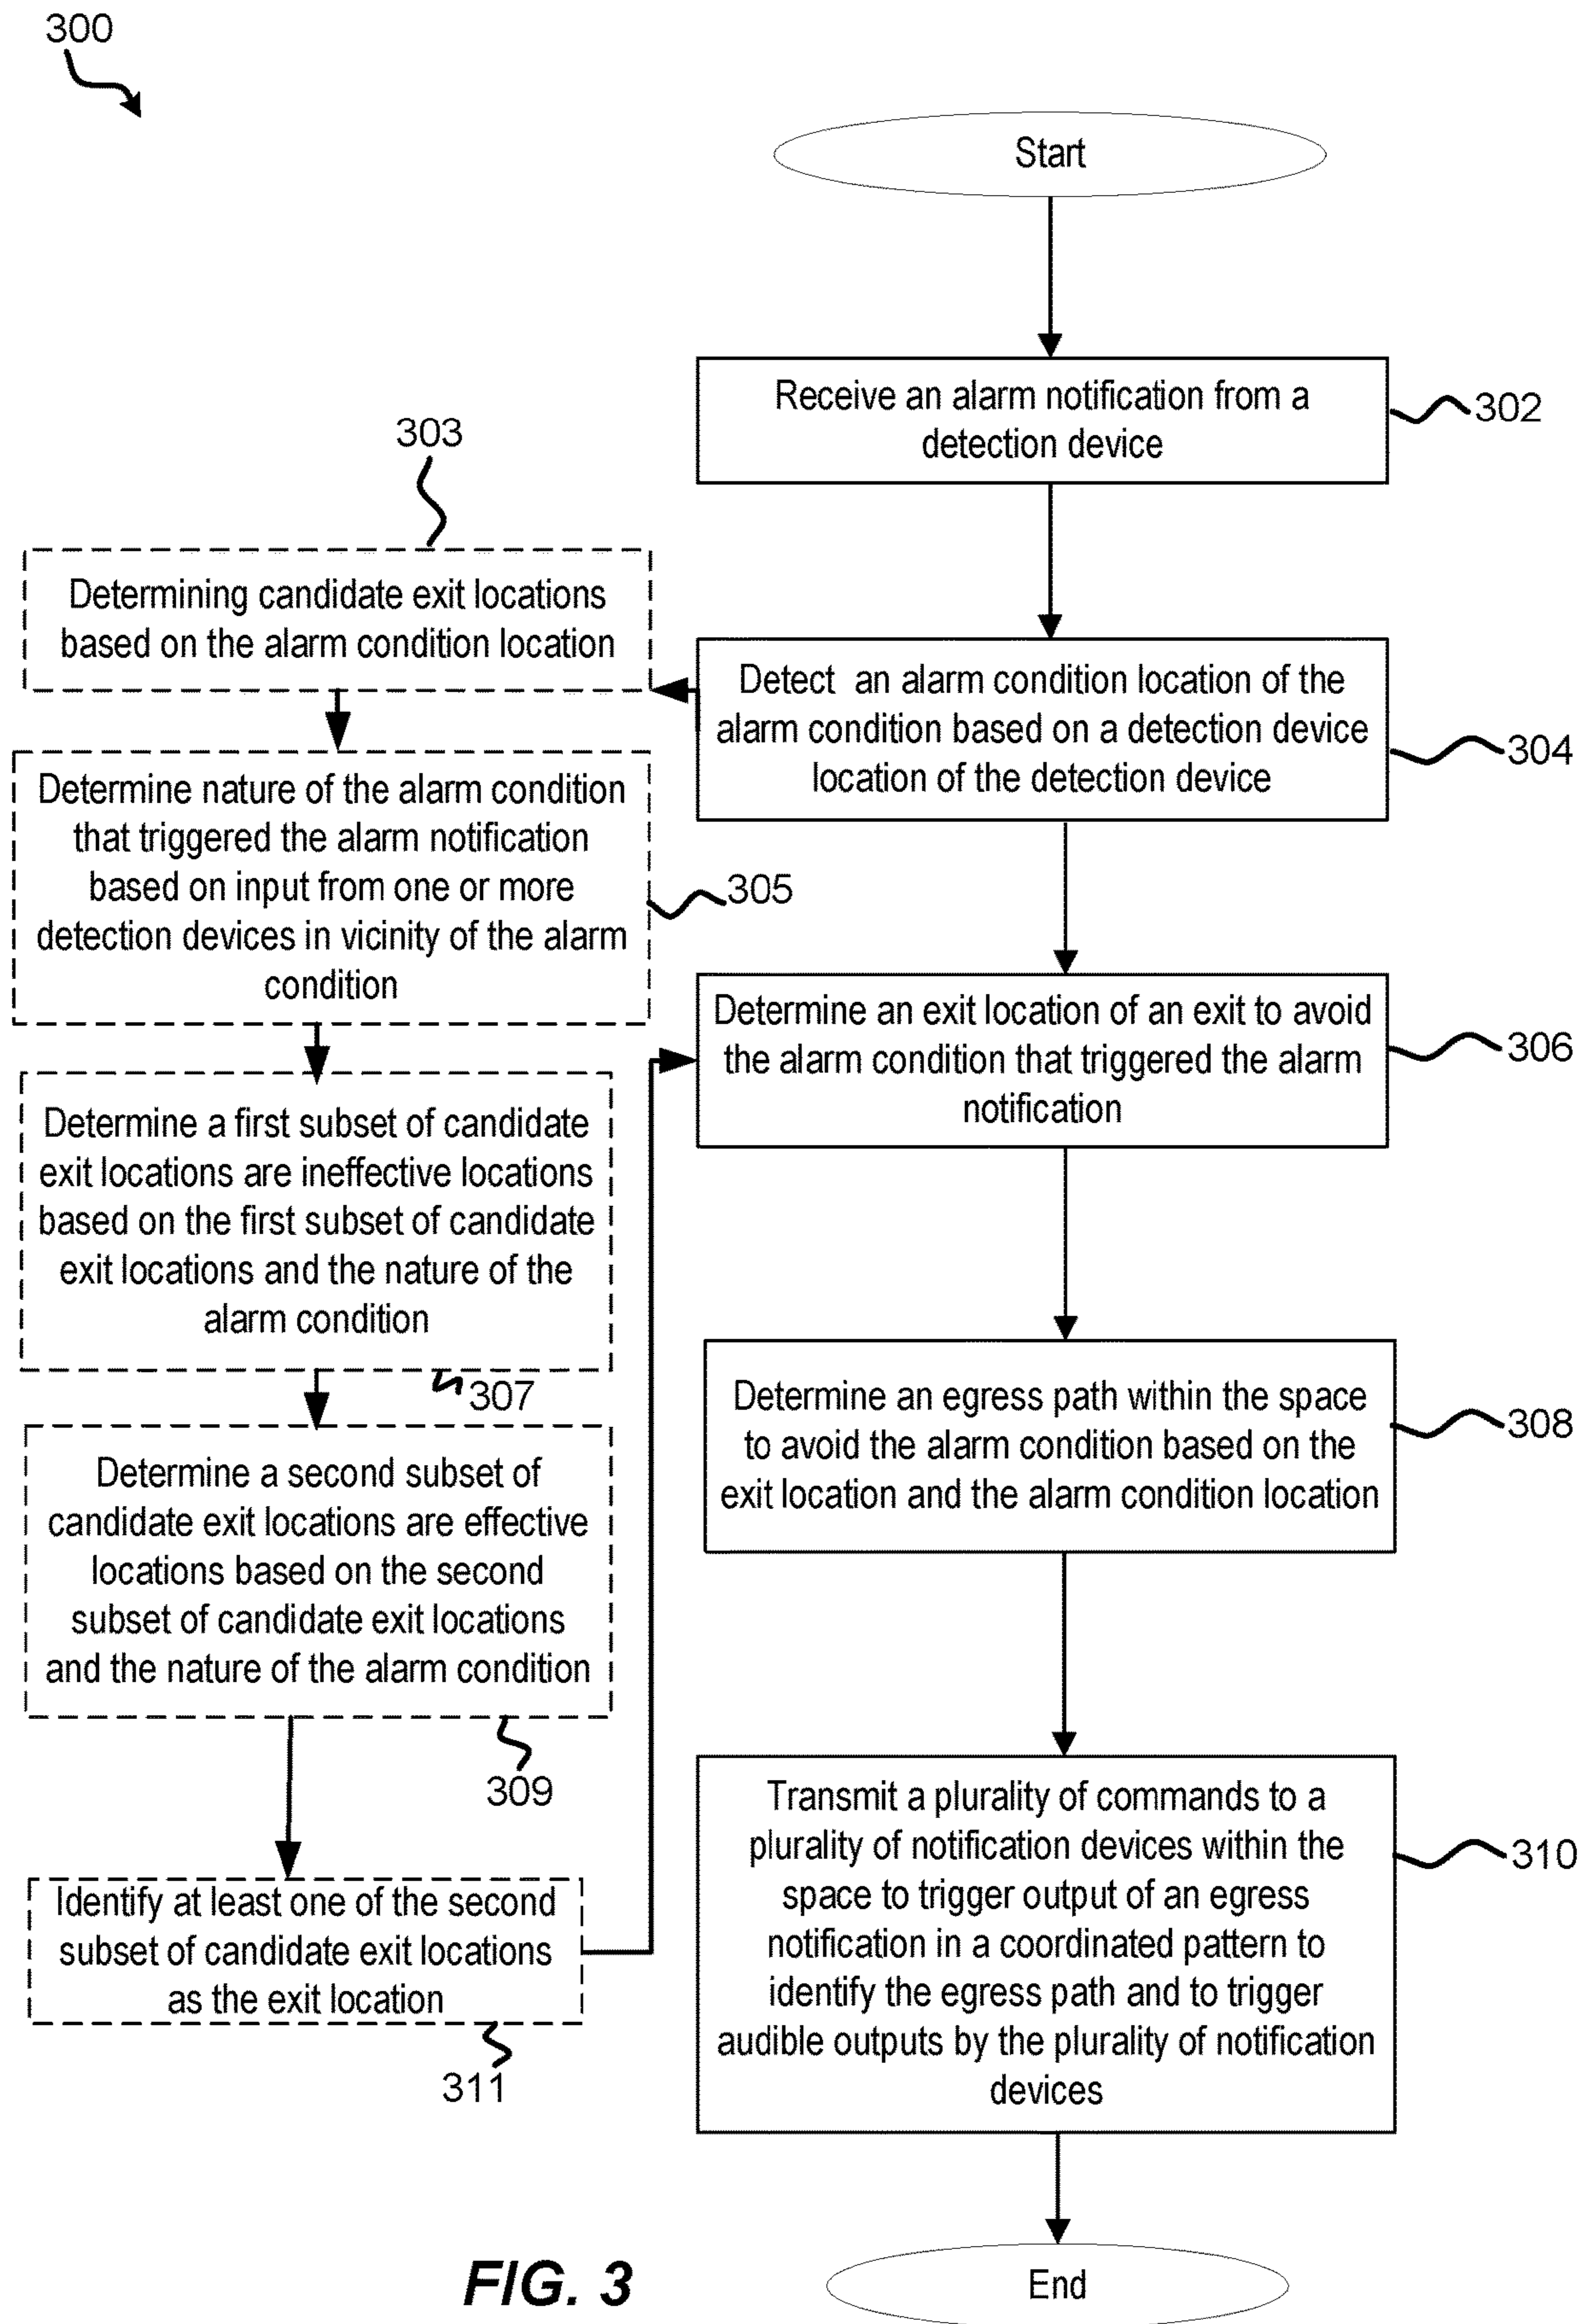 300
Start
Receive an alarm notification from a
detection device
302
303
Determining candidate exit locations
based on the alarm condition location
Detect an alarm condition location of the
alarm condition based on a detection device
location of the detection device
304
Determine nature of the alarm condition
that triggered the alarm notification
based on input from one or more
detection devices in vicinity of the alarm
condition
305
Determine an exit location of an exit to avoid
the alarm condition that triggered the alarm
notification
306
Determine a first subset of candidate
exit locations are ineffective locations
based on the first subset of candidate
exit locations and the nature of the
alarm condition
307
Determine an egress path within the space
to avoid the alarm condition based on the
exit location and the alarm condition location
308
Determine a second subset of
candidate exit locations are effective
locations based on the second
subset of candidate exit locations
and the nature of the alarm condition
309
Transmit a plurality of commands to a
plurality of notification devices within the
space to trigger output of an egress
notification in a coordinated pattern to
identify the egress path and to trigger
audible outputs by the plurality of notification
devices
310
Identify at least one of the second
subset of candidate exit locations
as the exit location
311
End
FIG. 3